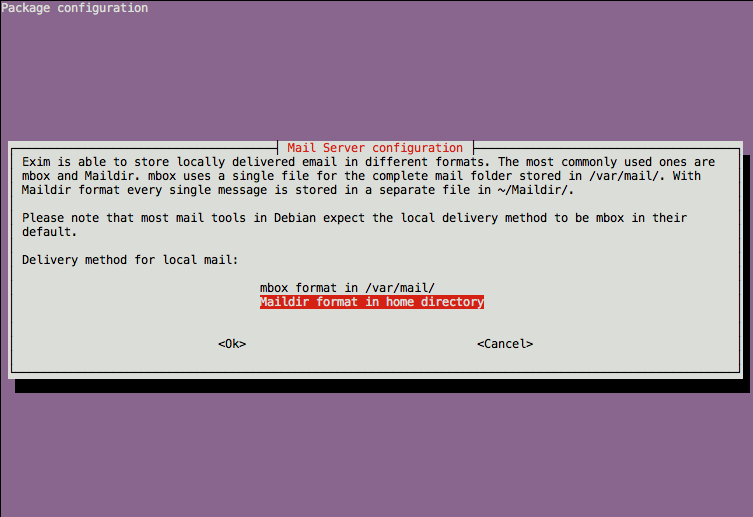 Package configuration
Mail Server configuration
Exim is able to store locally delivered email in different formats. The most commonly used ones are
mbox and Maildir. mbox uses a single file for the complete mail folder stored in /var/mail/. With
Maildir format every single message is stored in a separate file in ~/Maildir/.
Please note that most mail tools in Debian expect the local delivery method to be mbox in their
default.
Delivery method for local mail:
mbox format in /var/mail/
Maildir format in home directory
<Ok> <Cancel>